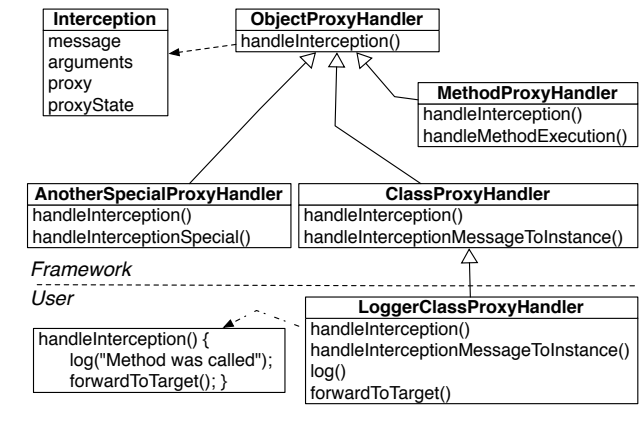 Interception
message
arguments
proxy
proxyState
ObjectProxyHandler
handleInterception()
MethodProxyHandler
handleInterception()
handleMethodExecution()
AnotherSpecialProxyHandler
handleInterception()
handleInterceptionSpecial()
ClassProxyHandler
handleInterception()
handleInterceptionMessageToInstance()
Framework
User
LoggerClassProxyHandler
handleInterception()
handleInterceptionMessageToInstance()
log()
forwardToTarget()
handleInterception() {
log("Method was called");
forwardToTarget(); }